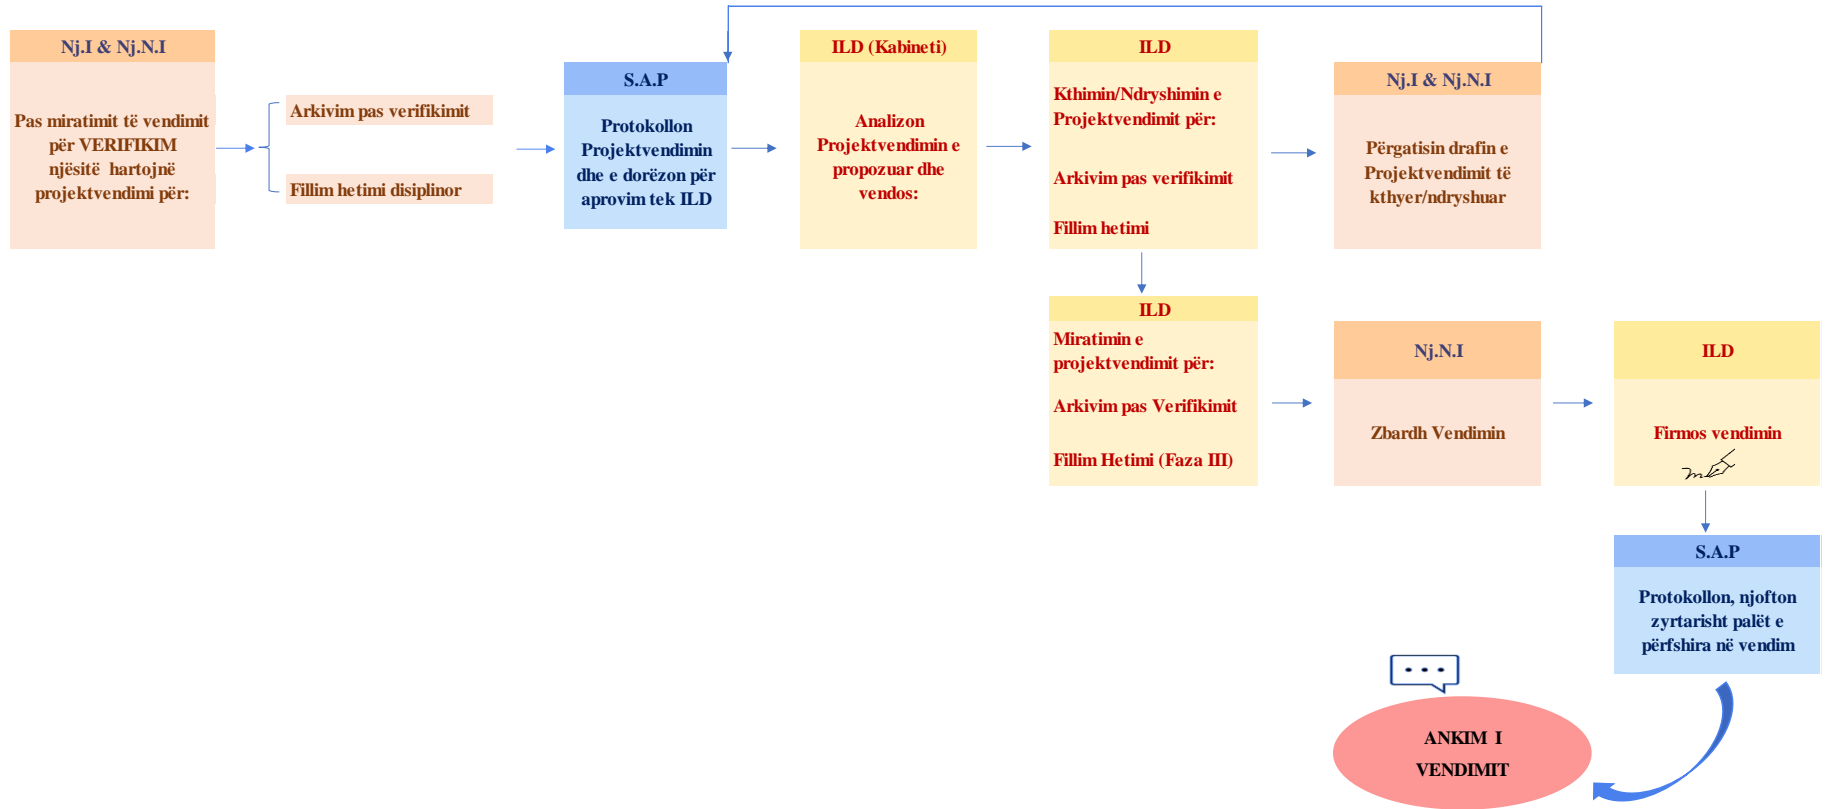 Nj.I & Nj.N.I
Pas miratimit të vendimit
për VERIFIKIM
njësitë hartojnë
projektvendimi për:
Arkivim pas verifikimit
Fillim hetimi disiplinor
S.A.P
Protokollon
Projektvendimin
dhe e dorëzon për
aprovim tek ILD
ILD (Kabineti)
Analizon
Projektvendimin e
propozuar dhe
vendos:
ILD
Kthimin/Ndryshimin e
Projektvendimit për:
Arkivim pas verifikimit
Fillim hetimi
Nj.I & Nj.N.I
Përgatisin drafin e
Projektvendimit të
kthyer/ndryshuar
ILD
Miratimin e
projektvendimit për:
Arkivim pas Verifikimit
Fillim Hetimi (Faza III)
Nj.N.I
Zbardh Vendimin
ILD
Firmos vendimin
S.A.P
Protokollon, njofton
zyrtarisht palët e
përfshira në vendim
ANKIM I
VENDIMIT